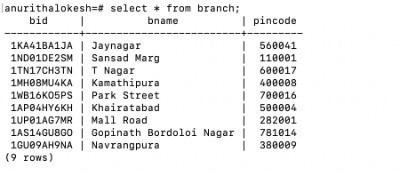 anurithalokesh=# select * from branch;
bid | bname | pincode
------------+-------------------------+---------
1KA41BA1JA | Jaynagar | 560041
1ND01DE2SM | Sansad Marg | 110001
1TN17CH3TN | T Nagar | 600017
1MH08MU4KA | Kamathipura | 400008
1WB16KO5PS | Park Street | 700016
1AP04HY6KH | Khairatabad | 500004
1UP01AG7MR | Mall Road | 282001
1AS14GU8GO | Gopinath Bordoloi Nagar | 781014
1GU09AH9NA | Navrangpura | 380009
(9 rows)